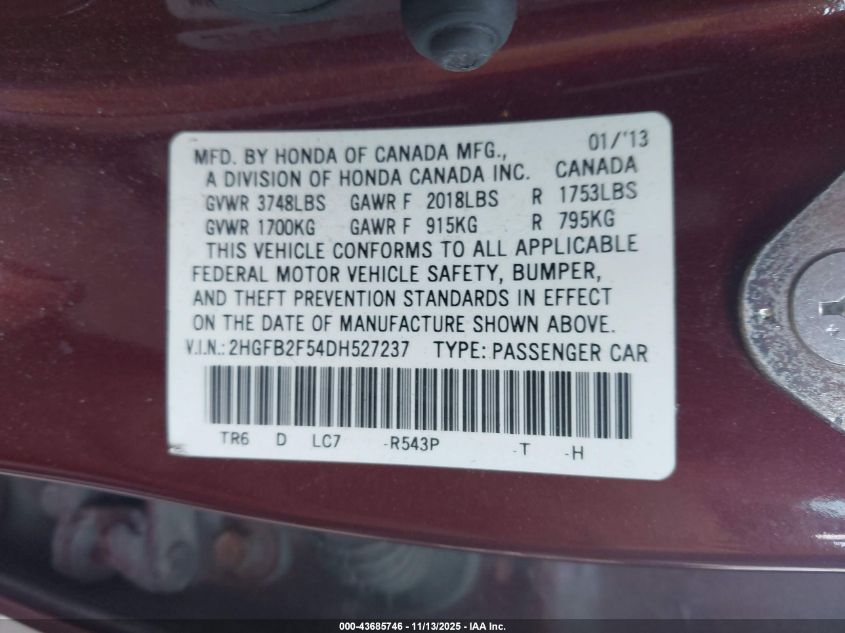 01/'13
MFD. BY HONDA OF CANADA MFG.,
A DIVISION OF HONDA CANADA INC. CANADA
GVWR 3748LBS GAWR F 2018LBS R 1753LBS
GVWR 1700KG GAWR F 915KG R 795KG
THIS VEHICLE CONFORMS TO ALL APPLICABLE
FEDERAL MOTOR VEHICLE SAFETY, BUMPER,
AND THEFT PREVENTION STANDARDS IN EFFECT
ON THE DATE OF MANUFACTURE SHOWN ABOVE.
V.I.N.: 2HGFB2F54DH527237 TYPE: PASSENGER CAR
TR6 D LC7 -R543P -T -H
000-43685746 - 11/13/2025 - IAA Inc.